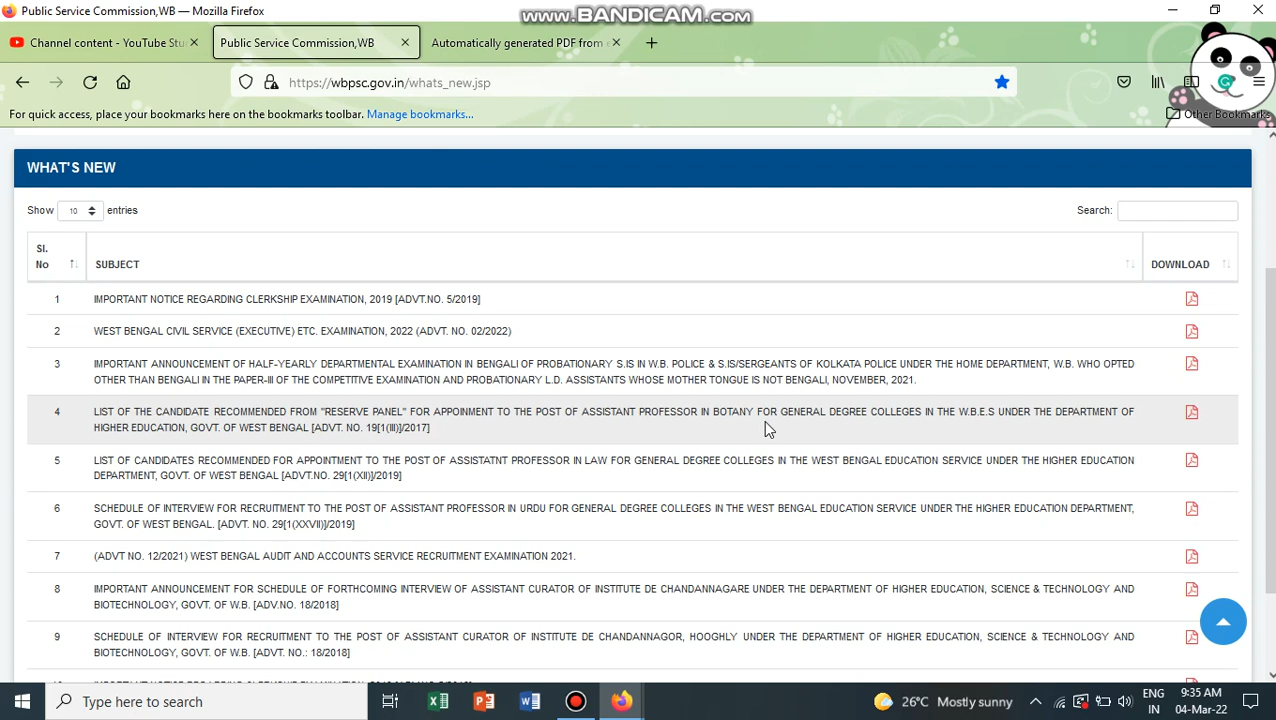 Public Service Commission,WB — Mozilla Firefox
www.BANDICAM.com
Channel content - YouTube Stu
Public Service Commission,WB
Automatically generated PDF from e
https://wbpsc.gov.in/whats_new.jsp
For quick access, place your bookmarks here on the bookmarks toolbar. Manage bookmarks...
Other Bookmarks
WHAT'S NEW
Show 10 entries
Search:
Sl. No
SUBJECT
DOWNLOAD
1 IMPORTANT NOTICE REGARDING CLERKSHIP EXAMINATION, 2019 [ADVT.NO. 5/2019]
2 WEST BENGAL CIVIL SERVICE (EXECUTIVE) ETC. EXAMINATION, 2022 (ADVT. NO. 02/2022)
3 IMPORTANT ANNOUNCEMENT OF HALF-YEARLY DEPARTMENTAL EXAMINATION IN BENGALI OF PROBATIONARY S.IS IN W.B. POLICE & S.IS/SERGEANTS OF KOLKATA POLICE UNDER THE HOME DEPARTMENT, W.B. WHO OPTED
OTHER THAN BENGALI IN THE PAPER-III OF THE COMPETITIVE EXAMINATION AND PROBATIONARY L.D. ASSISTANTS WHOSE MOTHER TONGUE IS NOT BENGALI, NOVEMBER, 2021.
4 LIST OF THE CANDIDATE RECOMMENDED FROM "RESERVE PANEL" FOR APPOINMENT TO THE POST OF ASSISTANT PROFESSOR IN BOTANY FOR GENERAL DEGREE COLLEGES IN THE W.B.E.S UNDER THE DEPARTMENT OF
HIGHER EDUCATION, GOVT. OF WEST BENGAL [ADVT. NO. 19[1(III)]/2017]
5 LIST OF CANDIDATES RECOMMENDED FOR APPOINTMENT TO THE POST OF ASSISTATNT PROFESSOR IN LAW FOR GENERAL DEGREE COLLEGES IN THE WEST BENGAL EDUCATION SERVICE UNDER THE HIGHER EDUCATION
DEPARTMENT, GOVT. OF WEST BENGAL [ADVT.NO. 29[1(XII)]/2019]
6 SCHEDULE OF INTERVIEW FOR RECRUITMENT TO THE POST OF ASSISTANT PROFESSOR IN URDU FOR GENERAL DEGREE COLLEGES IN THE WEST BENGAL EDUCATION SERVICE UNDER THE HIGHER EDUCATION DEPARTMENT,
GOVT. OF WEST BENGAL. [ADVT. NO. 29[1(XXVII)]/2019]
7 (ADVT NO. 12/2021) WEST BENGAL AUDIT AND ACCOUNTS SERVICE RECRUITMENT EXAMINATION 2021.
8 IMPORTANT ANNOUNCEMENT FOR SCHEDULE OF FORTHCOMING INTERVIEW OF ASSISTANT CURATOR OF INSTITUTE DE CHANDANNAGARE UNDER THE DEPARTMENT OF HIGHER EDUCATION, SCIENCE & TECHNOLOGY AND
BIOTECHNOLOGY, GOVT. OF W.B. [ADV.NO. 18/2018]
9 SCHEDULE OF INTERVIEW FOR RECRUITMENT TO THE POST OF ASSISTANT CURATOR OF INSTITUTE DE CHANDANNAGOR, HOOGHLY UNDER THE DEPARTMENT OF HIGHER EDUCATION, SCIENCE & TECHNOLOGY AND
BIOTECHNOLOGY, GOVT. OF W.B. [ADVT. NO.: 18/2018]
Type here to search
26°C Mostly sunny
ENG
IN
9:35 AM
04-Mar-22